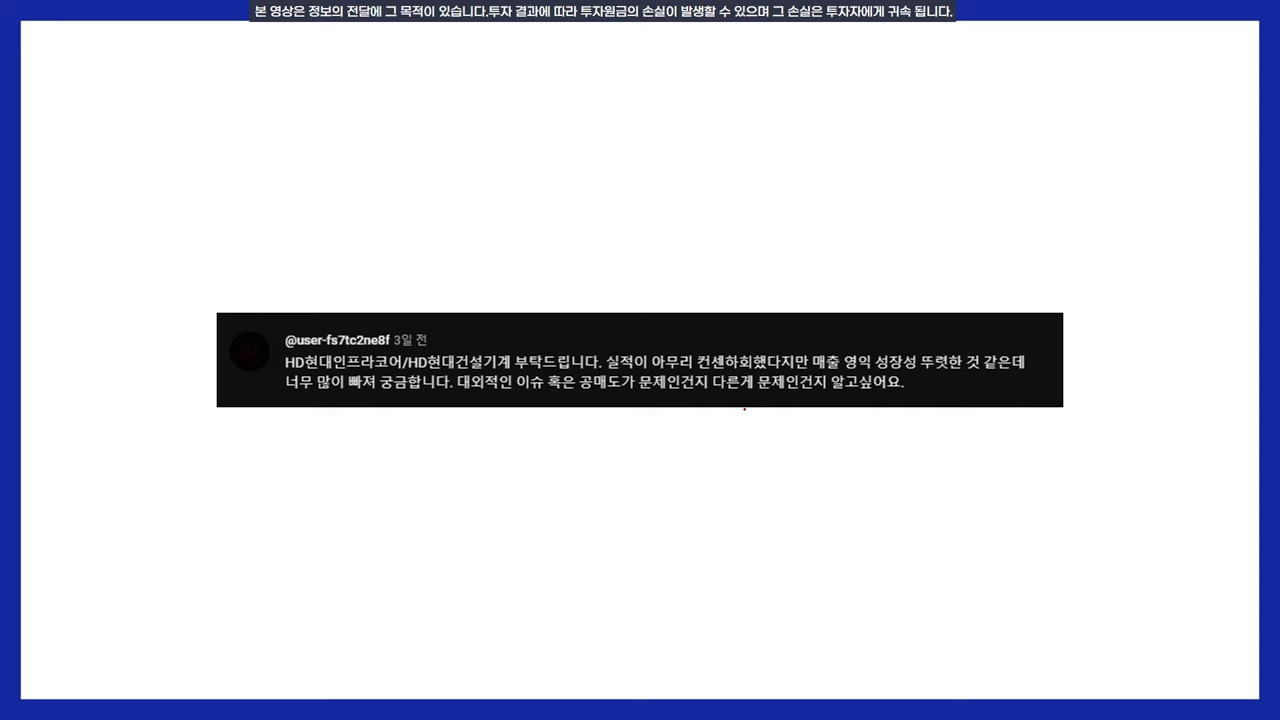 본 영상은 정보의 전달에 그 목적이 있습니다.투자 결과에 따라 투자원금의 손실이 발생할 수 있으며 그 손실은 투자자에게 귀속 됩니다.
@user-fs7tc2ne8f 3일 전
HD현대인프라코어/HD현대건설기계 부탁드립니다. 실적이 아무리 컨센하회했다지만 매출 영익 성장성 뚜렷한 것 같은데
너무 많이 빠져 궁금합니다. 대외적인 이슈 혹은 공매도가 문제인건지 다른게 문제인건지 알고싶어요.